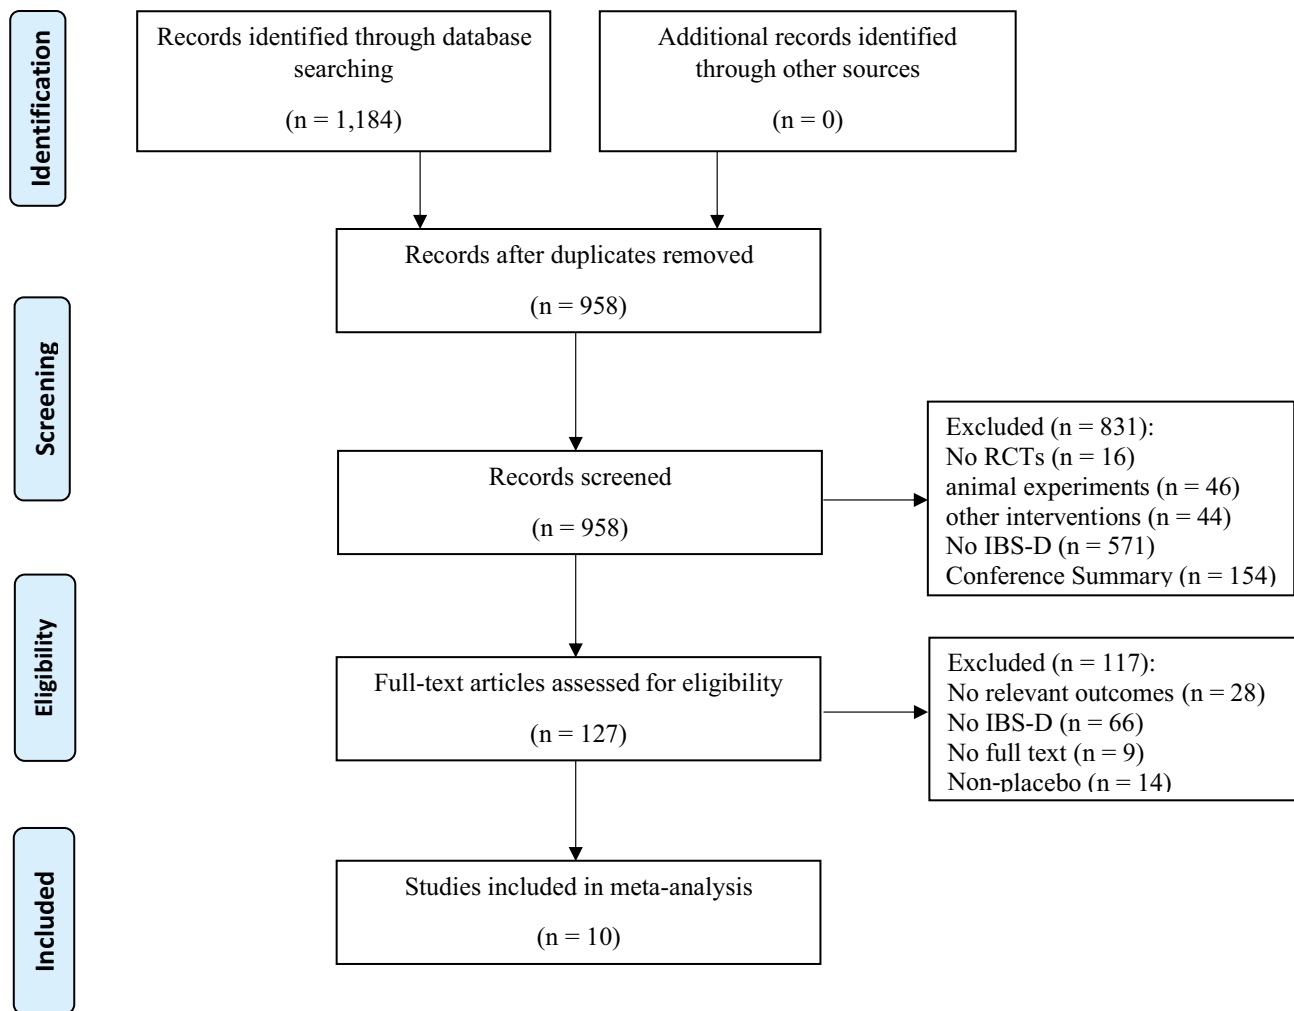 Identification
Records identified through database
searching
(n = 1,184)
Additional records identified
through other sources
(n = 0)
Records after duplicates removed
(n = 958)
Screening
Records screened
(n = 958)
Excluded (n = 831):
No RCTs (n = 16)
animal experiments (n = 46)
other interventions (n = 44)
No IBS-D (n = 571)
Conference Summary (n = 154)
Eligibility
Full-text articles assessed for eligibility
(n = 127)
Excluded (n = 117):
No relevant outcomes (n = 28)
No IBS-D (n = 66)
No full text (n = 9)
Non-placebo (n = 14)
Included
Studies included in meta-analysis
(n = 10)